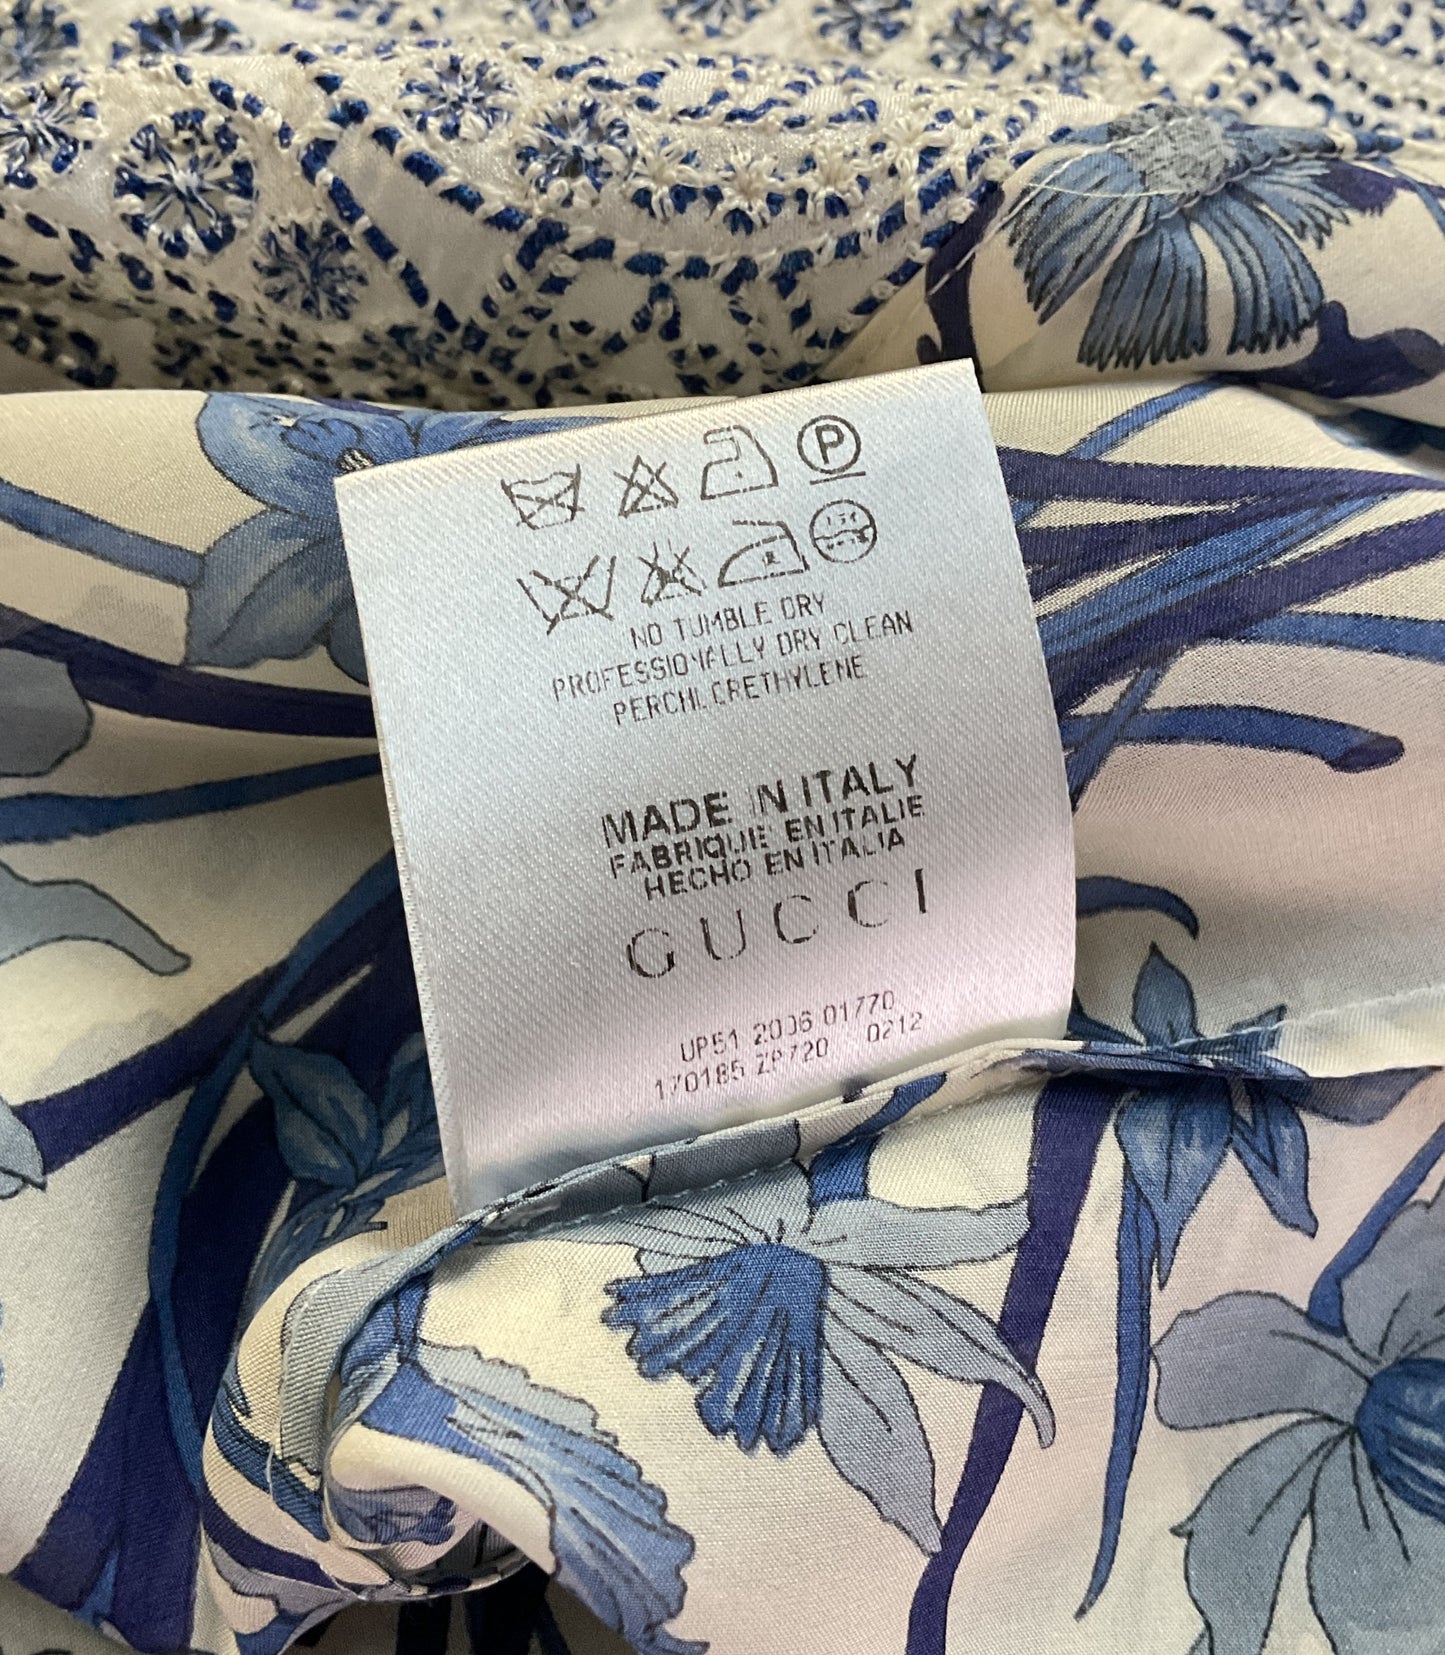 P
NO TUMBLE DRY
PROFESSIONALLY DRY CLEAN
PERCHLORETHYLENE
MADE IN ITALY
FABRIQUE EN ITALIE
HECHO EN ITALIA
GUCCI
UP51 2006 01770
170185 ZP720 0212